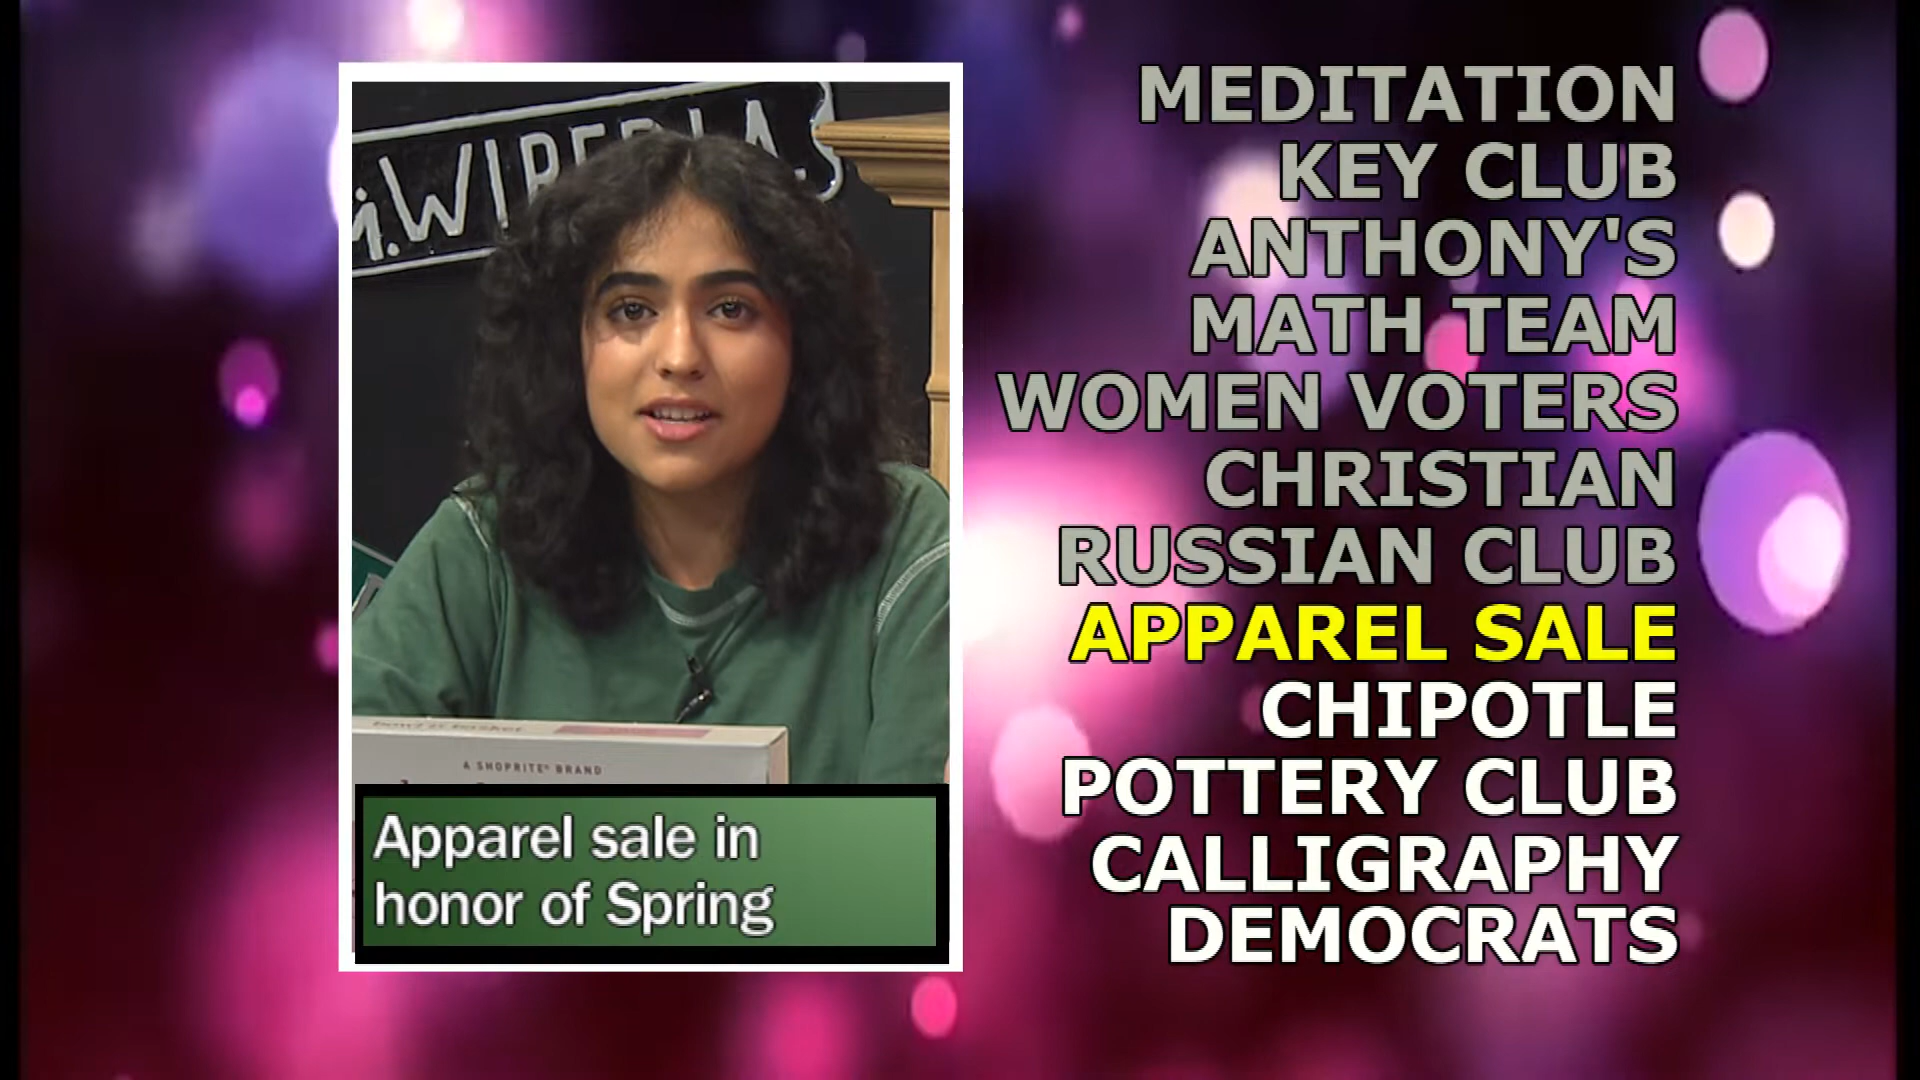 MEDITATION
KEY CLUB
ANTHONY'S
MATH TEAM
WOMEN VOTERS
CHRISTIAN
RUSSIAN CLUB
APPAREL SALE
CHIPOTLE
POTTERY CLUB
CALLIGRAPHY
DEMOCRATS
A SHOPRITE® BRAND
Apparel sale in
honor of Spring